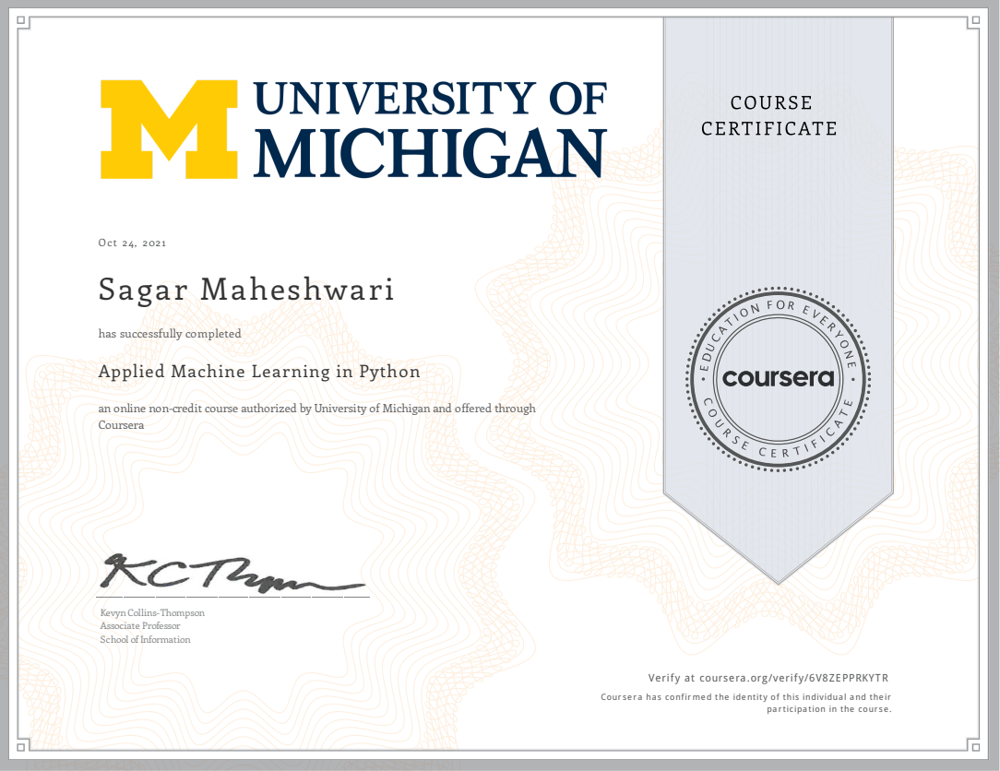 UNIVERSITY OF
MICHIGAN
COURSE
CERTIFICATE
Oct 24, 2021
Sagar Maheshwari
has successfully completed
Applied Machine Learning in Python
an online non-credit course authorized by University of Michigan and offered through
Coursera
EDUCATION FOR EVERYONE
coursera
COURSE CERTIFICATE
KC Thompson
Kevyn Collins-Thompson
Associate Professor
School of Information
Verify at coursera.org/verify/6V8ZEPPRKYTR
Coursera has confirmed the identity of this individual and their
participation in the course.